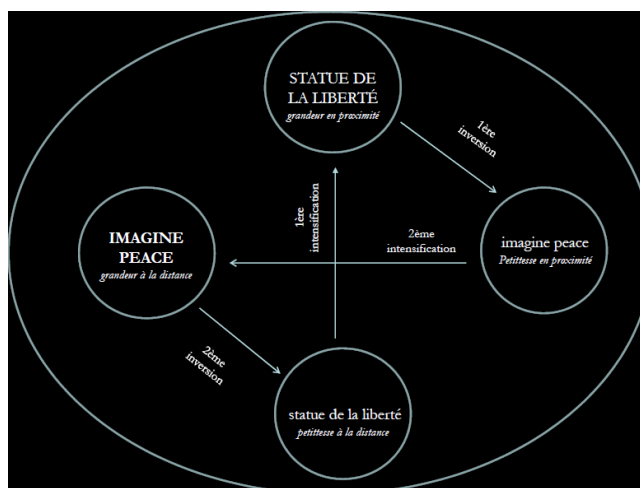 STATUE DE
LA LIBERTÉ
grandeur en proximité
1ère
inversion
1ère
intensification
2ème
intensification
IMAGINE
PEACE
grandeur à la distance
imagine peace
Petittesse en proximité
2ème
inversion
statue de la liberté
petittesse à la distance